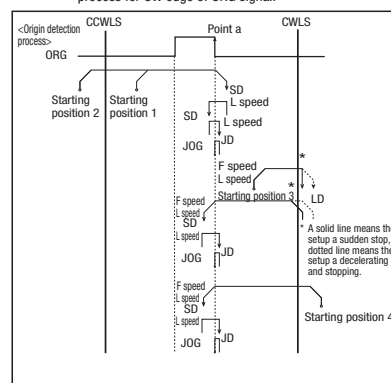 process for CW edge of ORG signal.
<Origin detection
process>
CCWLS
Point a
CWLS
ORG
SD
Starting
position 2
Starting
position 1
L speed
SD
L speed
JOG
JD
*
F speed
L speed
*
Starting position 3
LD
F speed
L speed
SD
L speed
JOG
JD
* A solid line means the
setup a sudden stop,
dotted line means the
setup a decelerating
and stopping.
F speed
L speed
SD
Starting position 4
L speed
JOG
JD